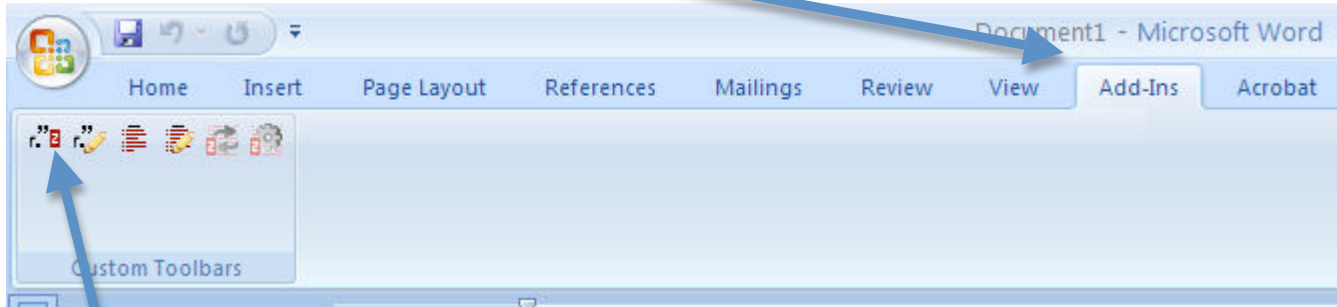 Document1 - Microsoft Word
Home Insert Page Layout References Mailings Review View Add-Ins Acrobat
Custom Toolbars